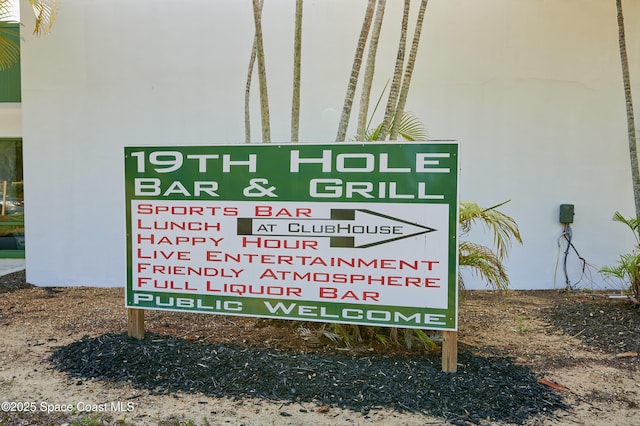 19TH HOLE
BAR & GRILL
SPORTS BAR
LUNCH
AT CLUBHOUSE
HAPPY HOUR
LIVE ENTERTAINMENT
FRIENDLY ATMOSPHERE
FULL LIQUOR BAR
PUBLIC WELCOME
©2025 Space Coast MLS